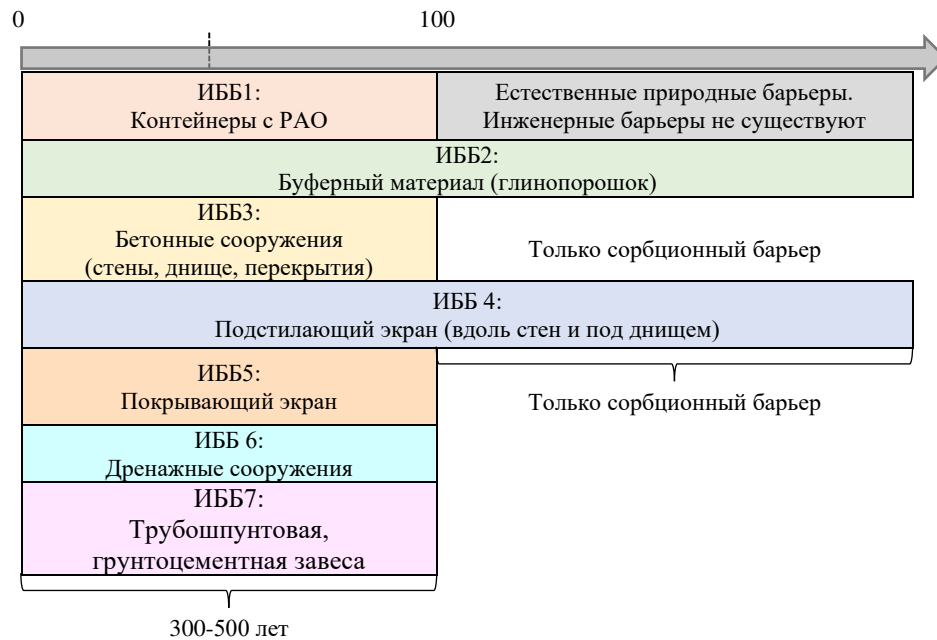 0
100
ИББ1:
Контейнеры с РАО
Естественные природные барьеры.
Инженерные барьеры не существуют
ИББ2:
Буферный материал (глинопорошок)
ИББ3:
Бетонные сооружения
(стены, днище, перекрытия)
Только сорбционный барьер
ИББ 4:
Подстилающий экран (вдоль стен и под днищем)
ИББ5:
Покрывающий экран
Только сорбционный барьер
ИББ 6:
Дренажные сооружения
ИББ7:
Трубошпунтовая,
грунтоцементная завеса
300-500 лет